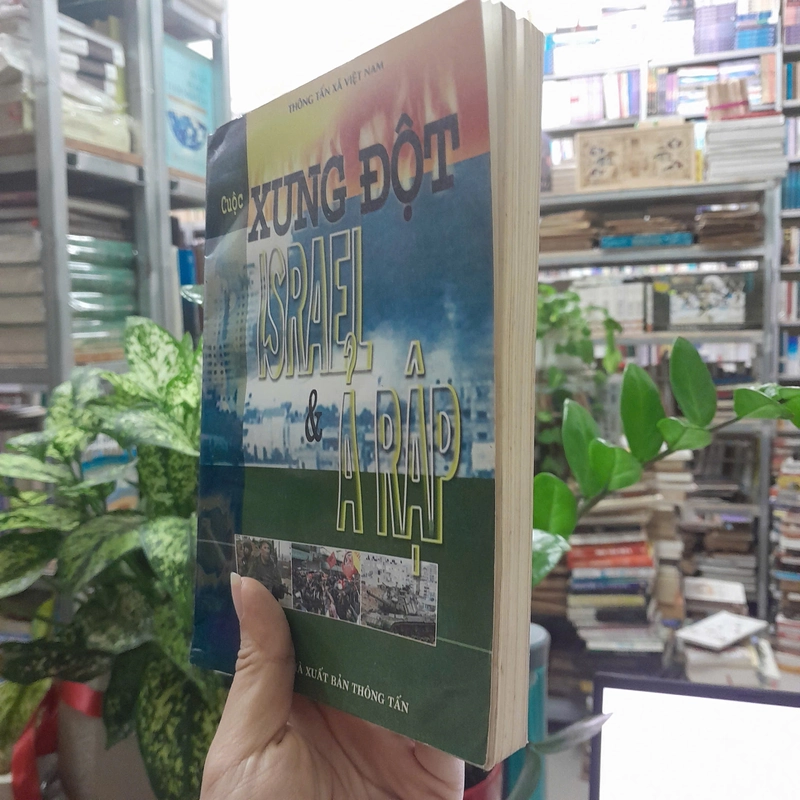 THÔNG TẤN XÃ VIỆT NAM
Cuộc
XUNG ĐỘT
ISRAEL
&
Ả RẬP
XUẤT BẢN THÔNG TẤN